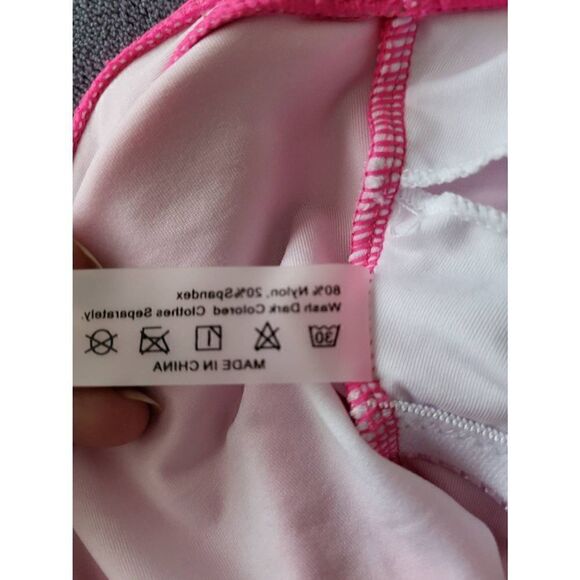 80% Nylon, 20%Spandex
Wash Dark Colored Clothes Separately.
30
MADE IN CHINA